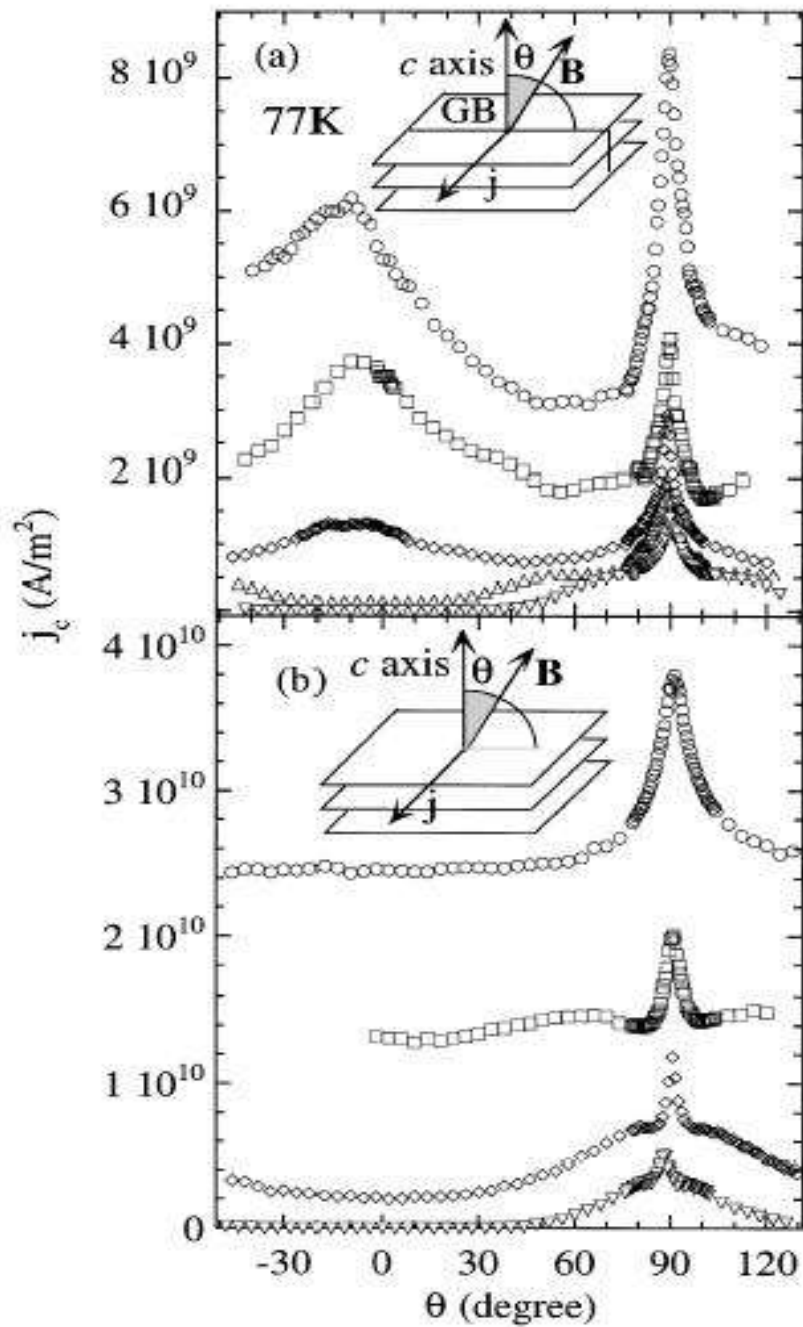 (a)
c axis
θ
B
77K
GB
j
8 10⁹
6 10⁹
4 10⁹
2 10⁹
j_c (A/m²)
(b)
c axis
θ
B
j
4 10¹⁰
3 10¹⁰
2 10¹⁰
1 10¹⁰
0
-30 0 30 60 90 120
θ (degree)